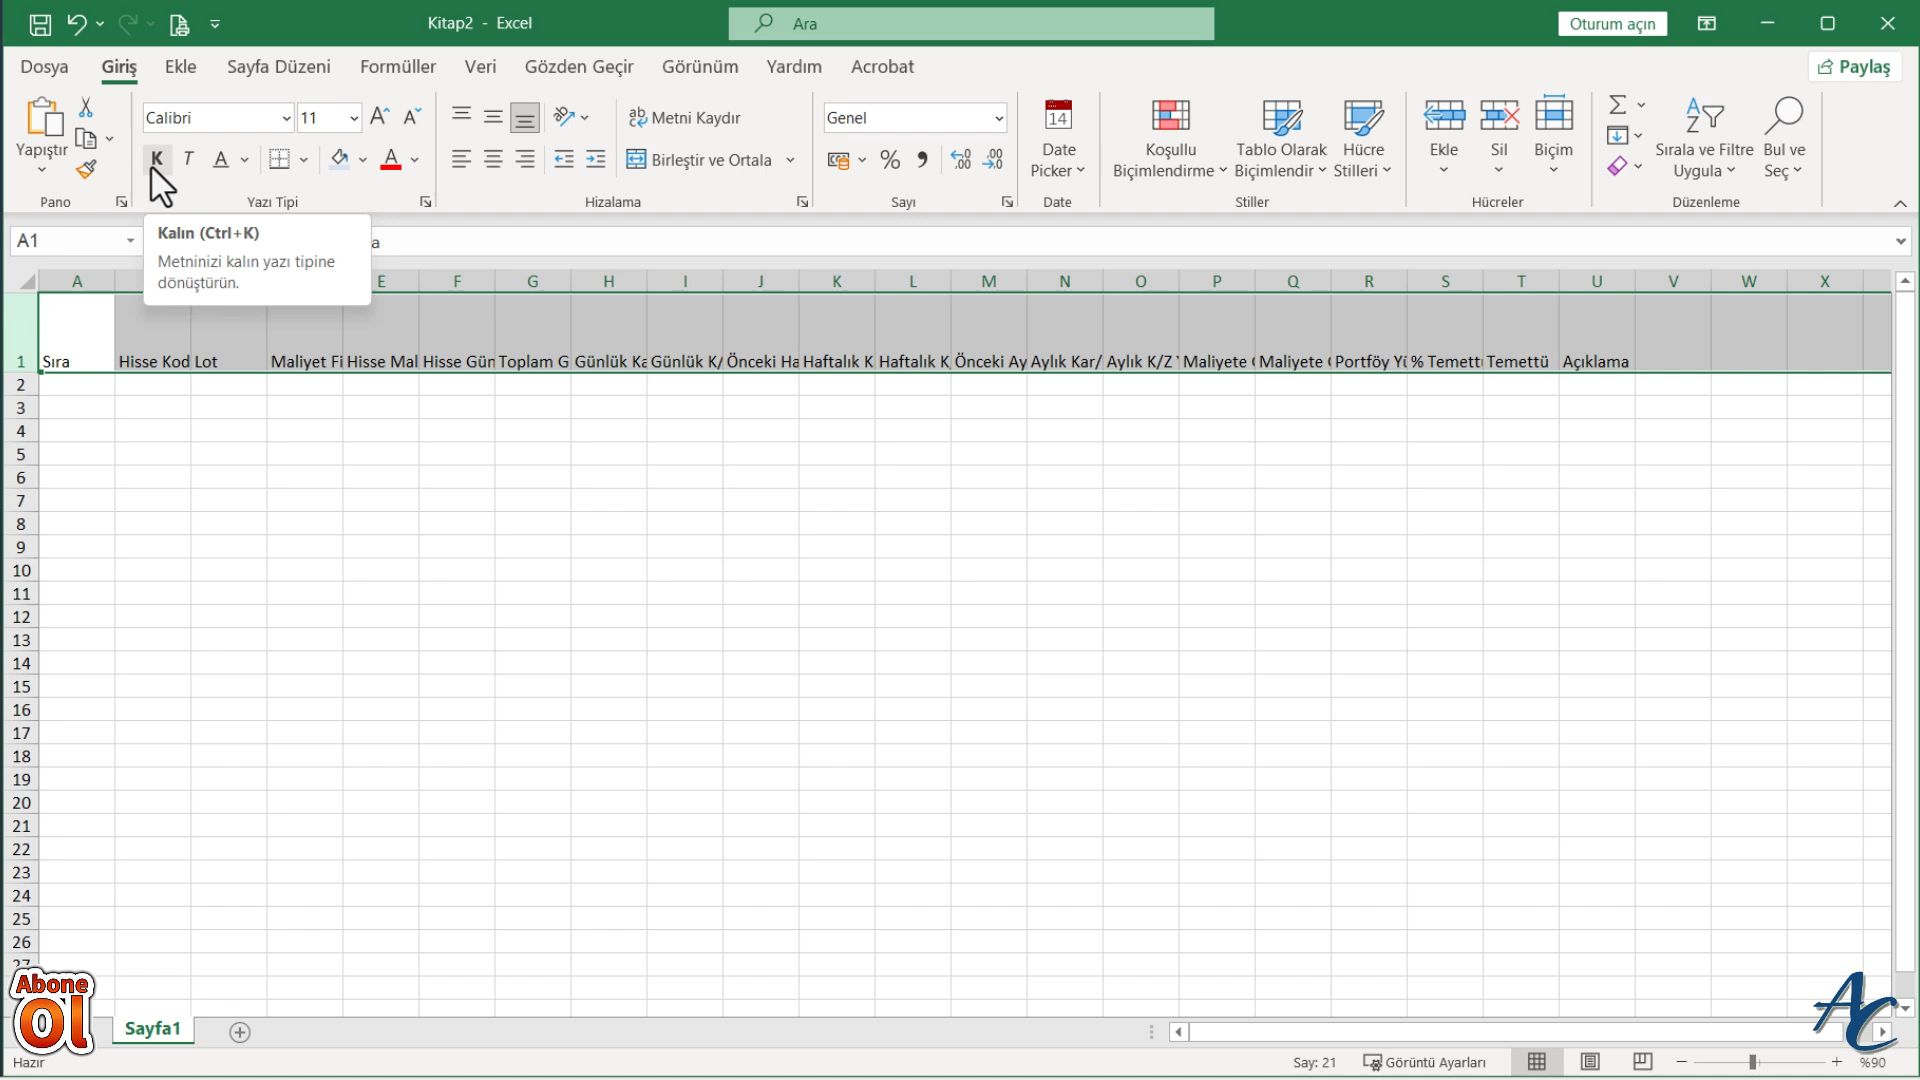 Kitap2 - Excel
Ara
Oturum açın
Dosya Giriş Ekle Sayfa Düzeni Formüller Veri Gözden Geçir Görünüm Yardım Acrobat
Paylaş
Yapıştır
Pano
Calibri 11
K T A A
Yazı Tipi
Metni Kaydır
Birleştir ve Ortala
Hizalama
Genel
%
Sayı
14
Date
Picker
Date
Koşullu
Biçimlendirme
Tablo Olarak
Biçimlendir
Hücre
Stilleri
Stiller
Ekle
Sil
Biçim
Hücreler
Sırala ve Filtre
Uygula
Bul ve
Seç
Düzenleme
A1
a
Kalın (Ctrl+K)
Metninizi kalın yazı tipine
dönüştürün.
A E F G H I J K L M N O P Q R S T U V W X
1 Sıra Hisse Kod Lot Maliyet Fi Hisse Mal Hisse Gün Toplam G Günlük Ka Günlük K/ Önceki Ha Haftalık K Haftalık K Önceki Ay Aylık Kar/ Aylık K/Z Maliyete Maliyete Portföy Yü % Temett Temettü Açıklama
2
3
4
5
6
7
8
9
10
11
12
13
14
15
16
17
18
19
20
21
22
23
24
25
26
27
Abone
Ol
Sayfa1
AC
Hazır
Say: 21
Görüntü Ayarları
%90